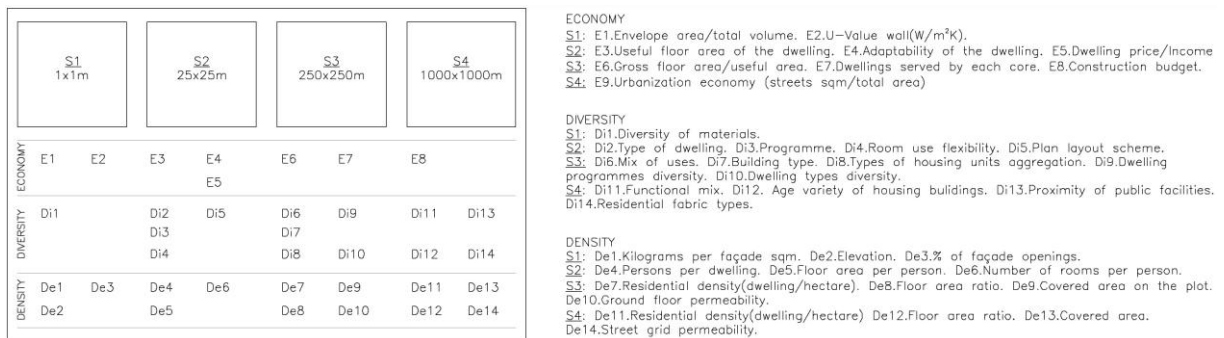 S1
1x1m
S2
25x25m
S3
250x250m
S4
1000x1000m
ECONOMY
E1 E2 E3 E4 E6 E7 E8
E5
DIVERSITY
Di1 Di2 Di5 Di6 Di9 Di11 Di13
Di3 Di7
Di4 Di8 Di10 Di12 Di14
DENSITY
De1 De3 De4 De6 De7 De9 De11 De13
De2 De5 De8 De10 De12 De14
ECONOMY
S1: E1.Envelope area/total volume. E2.U-Value wall(W/m²K).
S2: E3.Useful floor area of the dwelling. E4.Adaptability of the dwelling. E5.Dwelling price/Income
S3: E6.Gross floor area/useful area. E7.Dwellings served by each core. E8.Construction budget.
S4: E9.Urbanization economy (streets sqm/total area)
DIVERSITY
S1: Di1.Diversity of materials.
S2: Di2.Type of dwelling. Di3.Programme. Di4.Room use flexibility. Di5.Plan layout scheme.
S3: Di6.Mix of uses. Di7.Building type. Di8.Types of housing units aggregation. Di9.Dwelling
programmes diversity. Di10.Dwelling types diversity.
S4: Di11.Functional mix. Di12. Age variety of housing bulidings. Di13.Proximity of public facilities.
Di14.Residential fabric types.
DENSITY
S1: De1.Kilograms per façade sqm. De2.Elevation. De3.% of façade openings.
S2: De4.Persons per dwelling. De5.Floor area per person. De6.Number of rooms per person.
S3: De7.Residential density(dwelling/hectare). De8.Floor area ratio. De9.Covered area on the plot.
De10.Ground floor permeability.
S4: De11.Residential density(dwelling/hectare) De12.Floor area ratio. De13.Covered area.
De14.Street grid permeability.